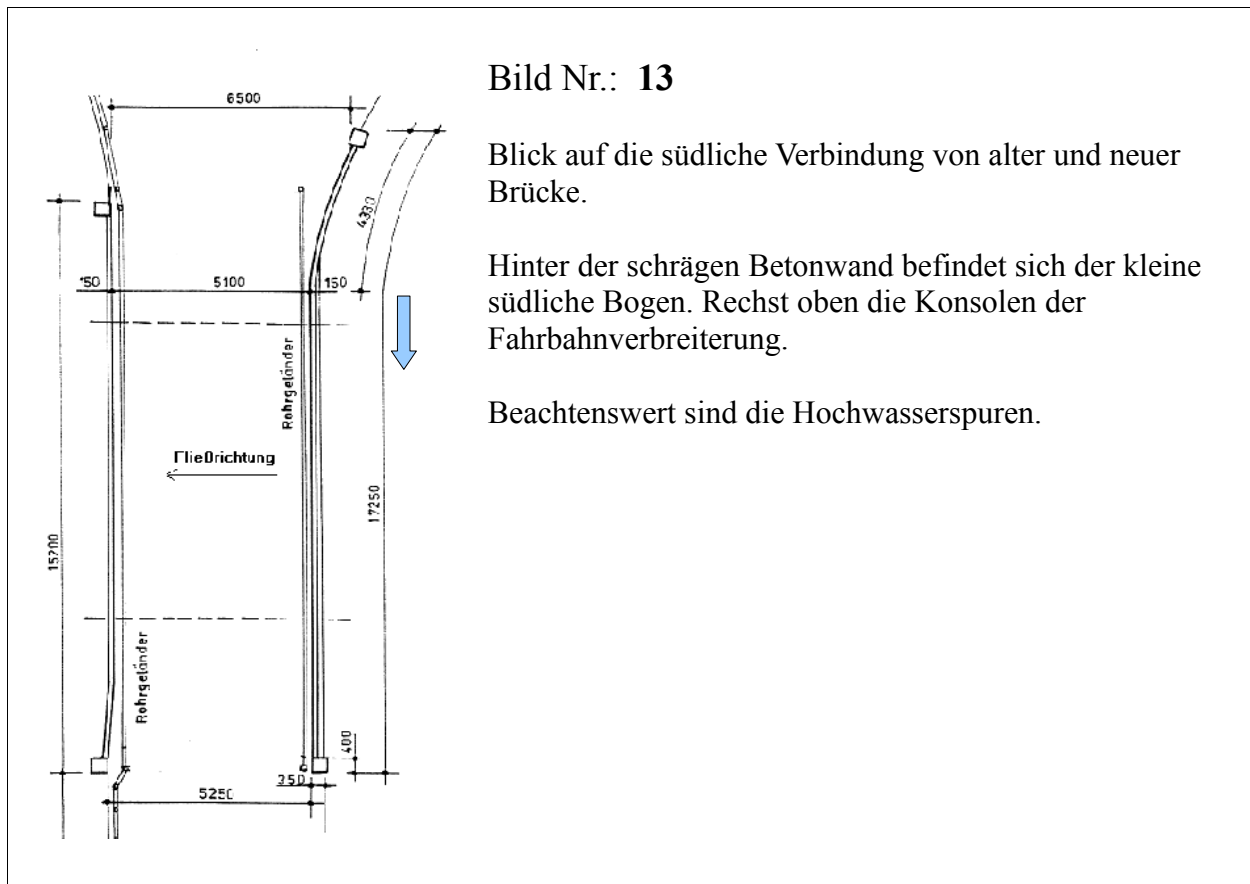 Bild Nr.: 13
Blick auf die südliche Verbindung von alter und neuer
Brücke.
Hinter der schrägen Betonwand befindet sich der kleine
südliche Bogen. Rechst oben die Konsolen der
Fahrbahnverbreiterung.
Beachtenswert sind die Hochwasserspuren.
6500
4330
150
5100
150
Rohrgeländer
Fließrichtung
17250
15200
Rohrgeländer
400
350
5250